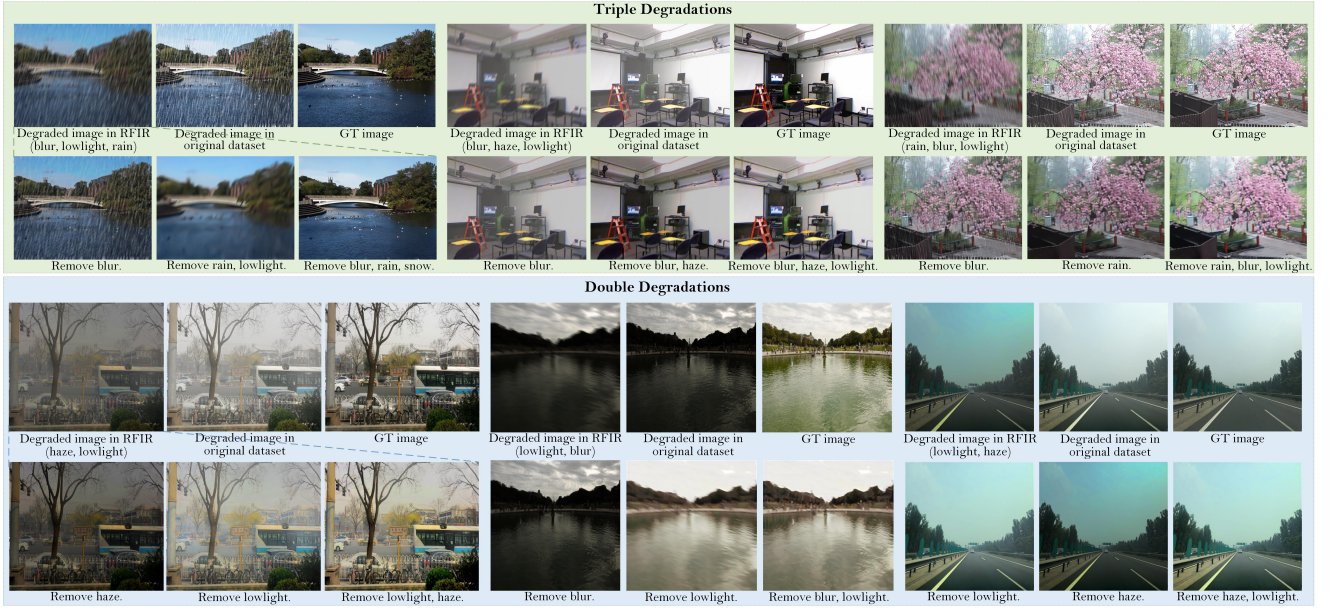 Triple Degradations
Degraded image in RFIR
(blur, lowlight, rain)
Degraded image in
original dataset
GT image
Degraded image in RFIR
(blur, haze, lowlight)
Degraded image in
original dataset
GT image
Degraded image in RFIR
(rain, blur, lowlight)
Degraded image in
original dataset
GT image
Remove blur.
Remove rain, lowlight.
Remove blur, rain, snow.
Remove blur.
Remove blur, haze.
Remove blur, haze, lowlight.
Remove blur.
Remove rain.
Remove rain, blur, lowlight.
Double Degradations
Degraded image in RFIR
(haze, lowlight)
Degraded image in
original dataset
GT image
Degraded image in RFIR
(lowlight, blur)
Degraded image in
original dataset
GT image
Degraded image in RFIR
(lowlight, haze)
Degraded image in
original dataset
GT image
Remove haze.
Remove lowlight.
Remove lowlight, haze.
Remove blur.
Remove lowlight.
Remove blur, lowlight.
Remove lowlight.
Remove haze.
Remove haze, lowlight.